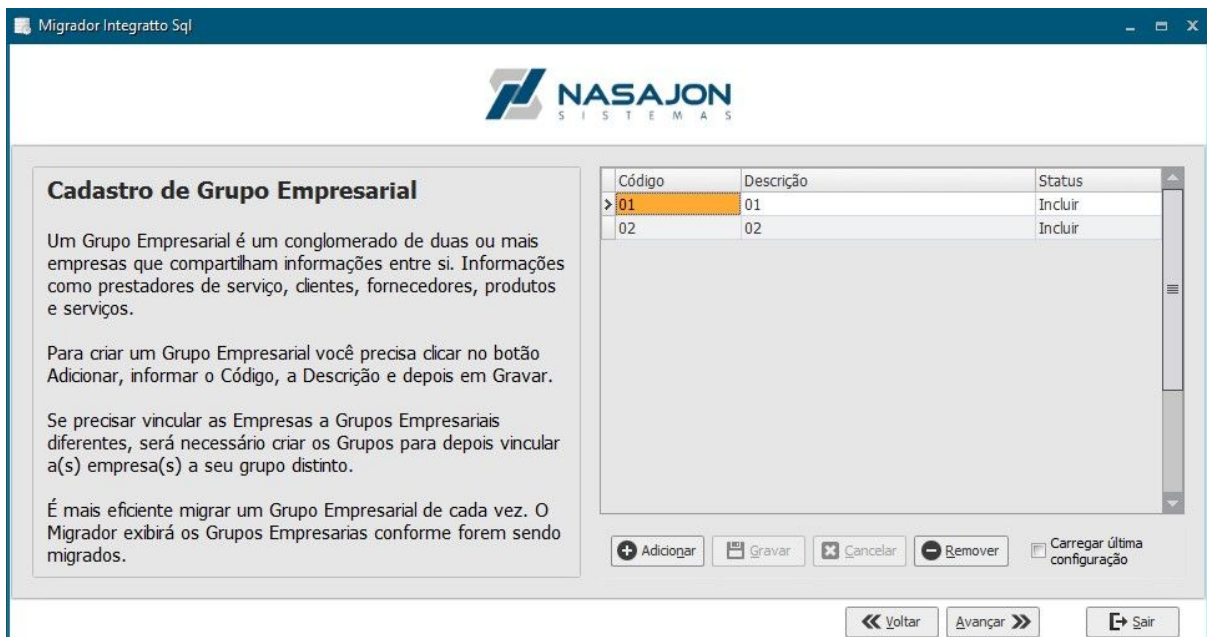 Migrador Integratto Sql
NASAJON
SISTEMAS
Cadastro de Grupo Empresarial
Um Grupo Empresarial é um conglomerado de duas ou mais
empresas que compartilham informações entre si. Informações
como prestadores de serviço, clientes, fornecedores, produtos
e serviços.
Para criar um Grupo Empresarial você precisa clicar no botão
Adicionar, informar o Código, a Descrição e depois em Gravar.
Se precisar vincular as Empresas a Grupos Empresariais
diferentes, será necessário criar os Grupos para depois vincular
a(s) empresa(s) a seu grupo distinto.
É mais eficiente migrar um Grupo Empresarial de cada vez. O
Migrador exibirá os Grupos Empresarias conforme forem sendo
migrados.
Código Descrição Status
01 01 Incluir
02 02 Incluir
Adicionar Gravar Cancelar Remover
Carregar última
configuração
Voltar Avançar Sair